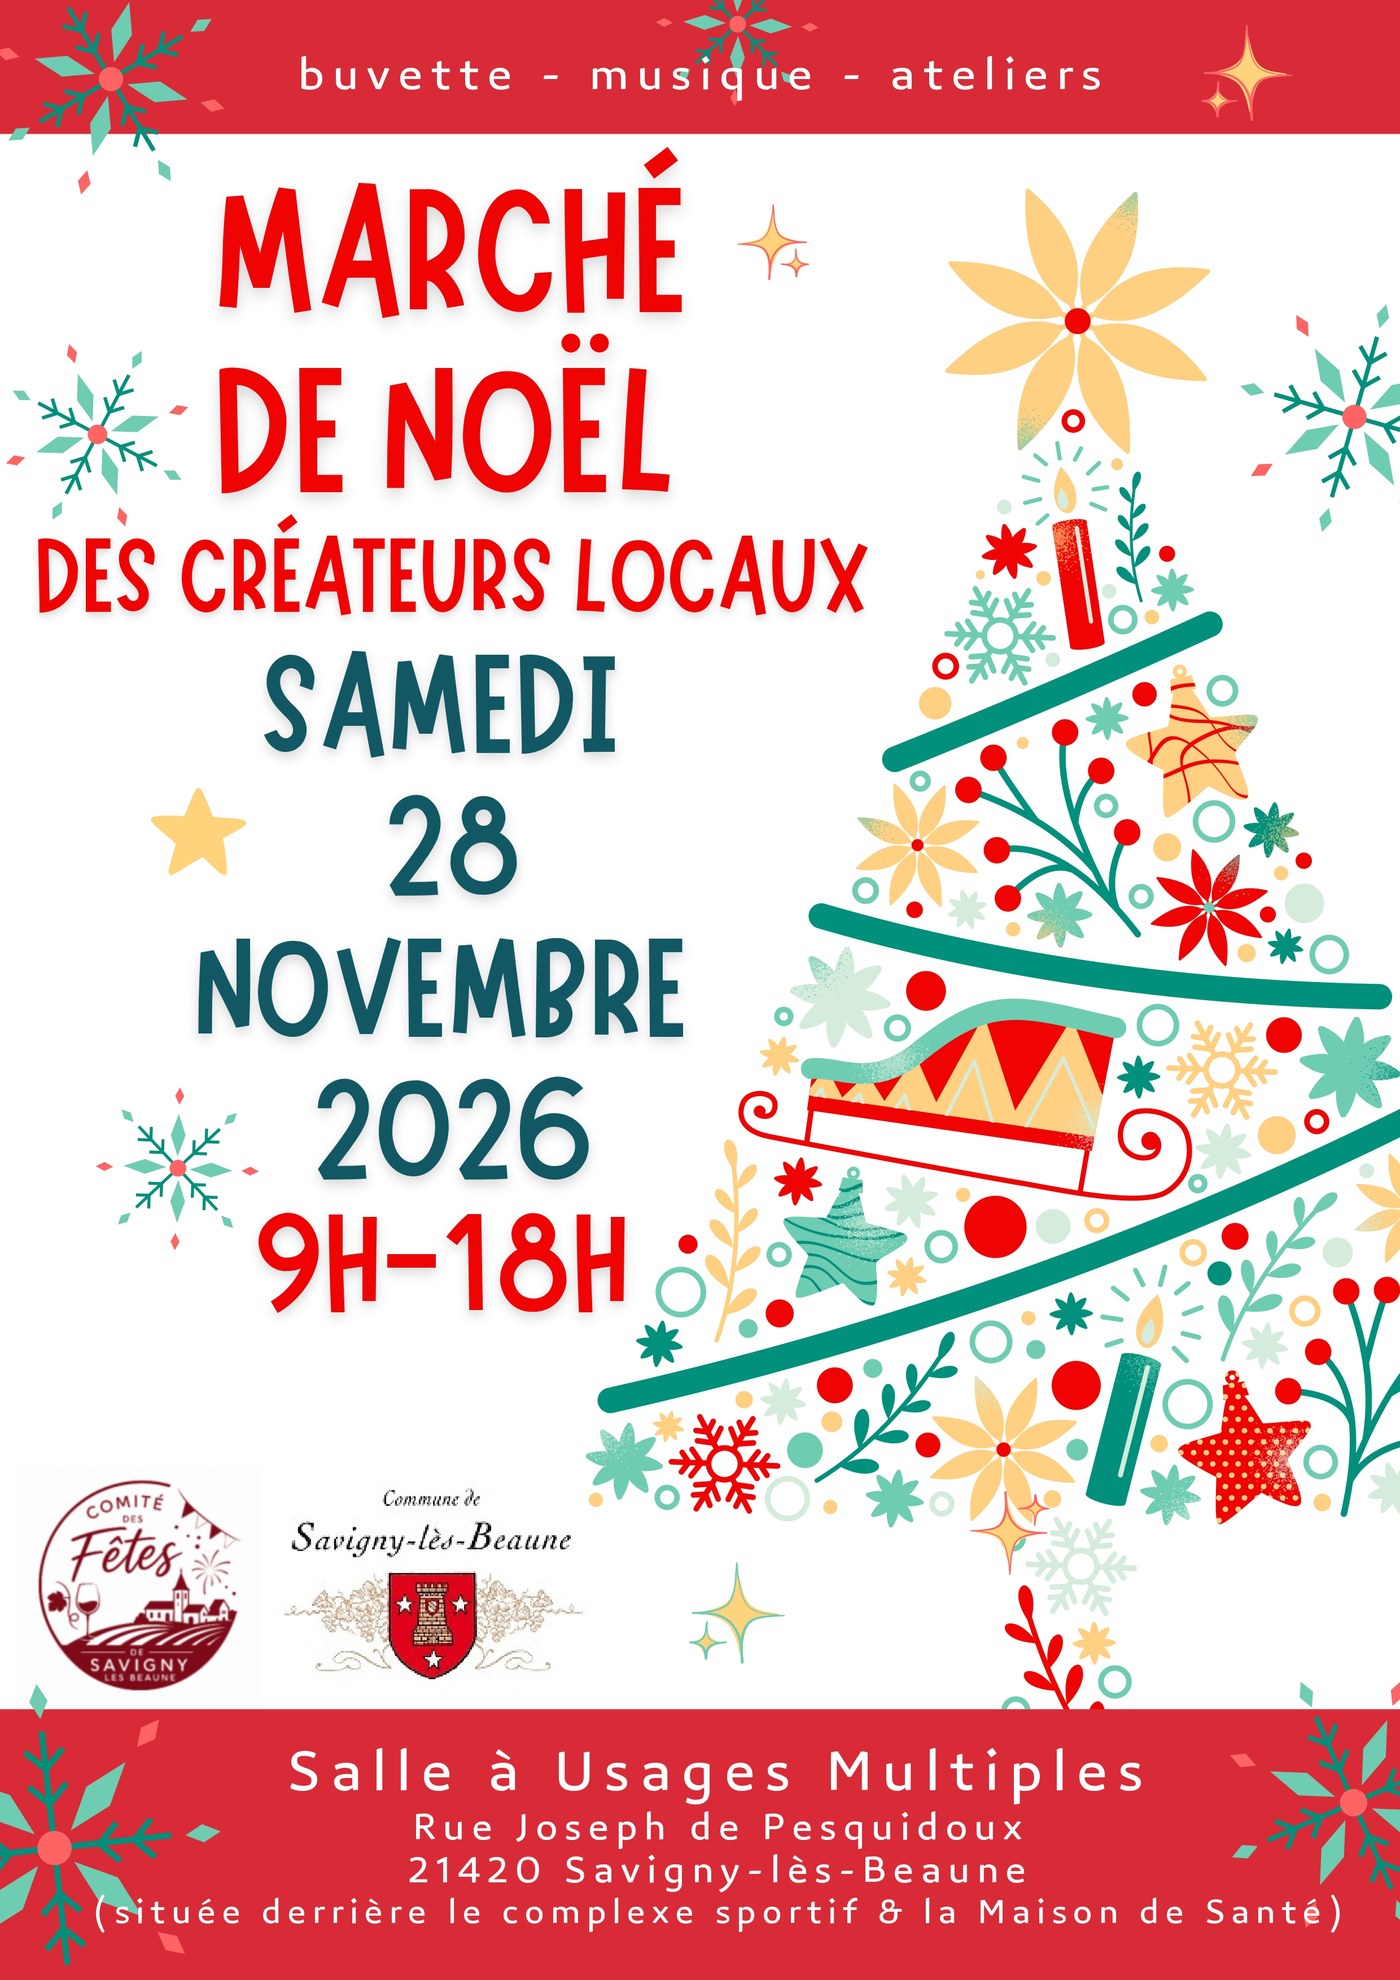 buvette - musique - ateliers
MARCHÉ
DE NOËL
DES CRÉATEURS LOCAUX
SAMEDI
28
NOVEMBRE
2026
9H-18H
COMITÉ
DES
Fêtes
DE
SAVIGNY
LES BEAUNE
Commune de
Savigny-lès-Beaune
Salle à Usages Multiples
Rue Joseph de Pesquidoux
21420 Savigny-lès-Beaune
(située derrière le complexe sportif & la Maison de Santé)